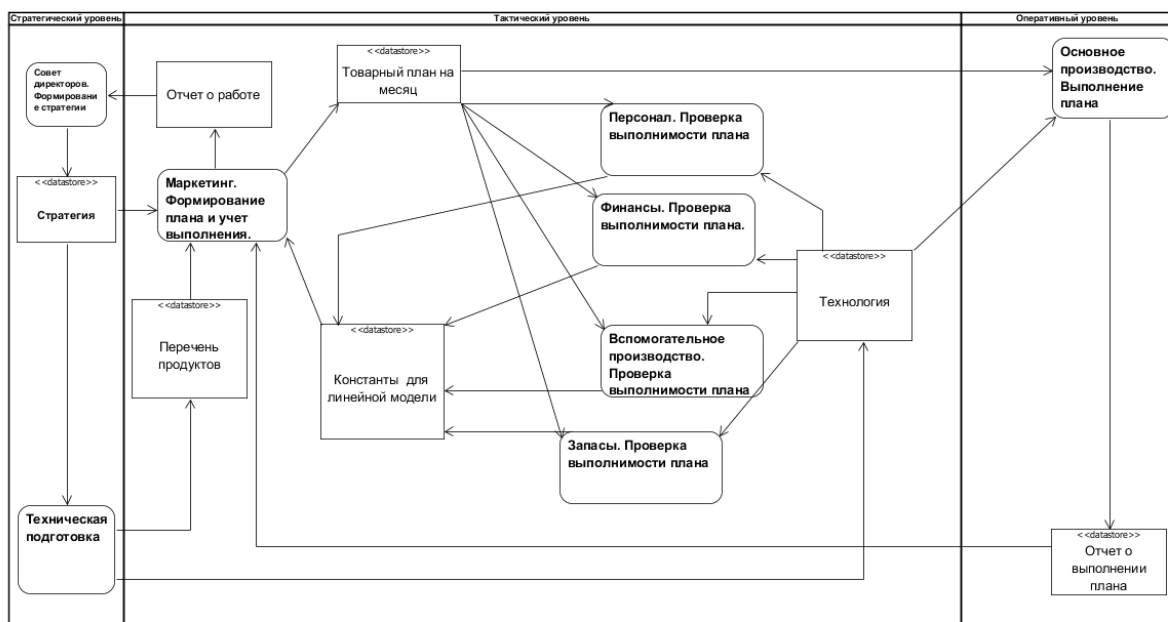 Стратегический уровень
Тактический уровень
Оперативный уровень
Совет
директоров.
Формировани
е стратегии
Отчет о работе
<<datastore>>
Товарный план на
месяц
Основное
производство.
Выполнение
плана
Персонал. Проверка
выполнимости плана
<<datastore>>
Стратегия
Маркетинг.
Формирование
плана и учет
выполнения.
Финансы. Проверка
выполнимости плана.
<<datastore>>
Технология
<<datastore>>
Перечень
продуктов
<<datastore>>
Константы для
линейной модели
Вспомогательное
производство.
Проверка
выполнимости плана
Запасы. Проверка
выполнимости плана
Техническая
подготовка
<<datastore>>
Отчет о
выполнении
плана